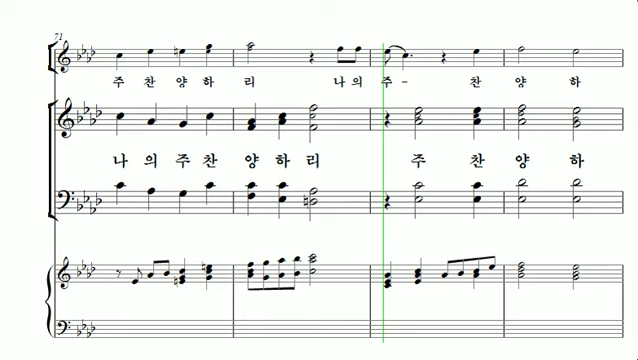 71
주 찬 양 하 리 나 의 주- 찬 양 하
나 의 주 찬 양 하 리 주 찬 양 하